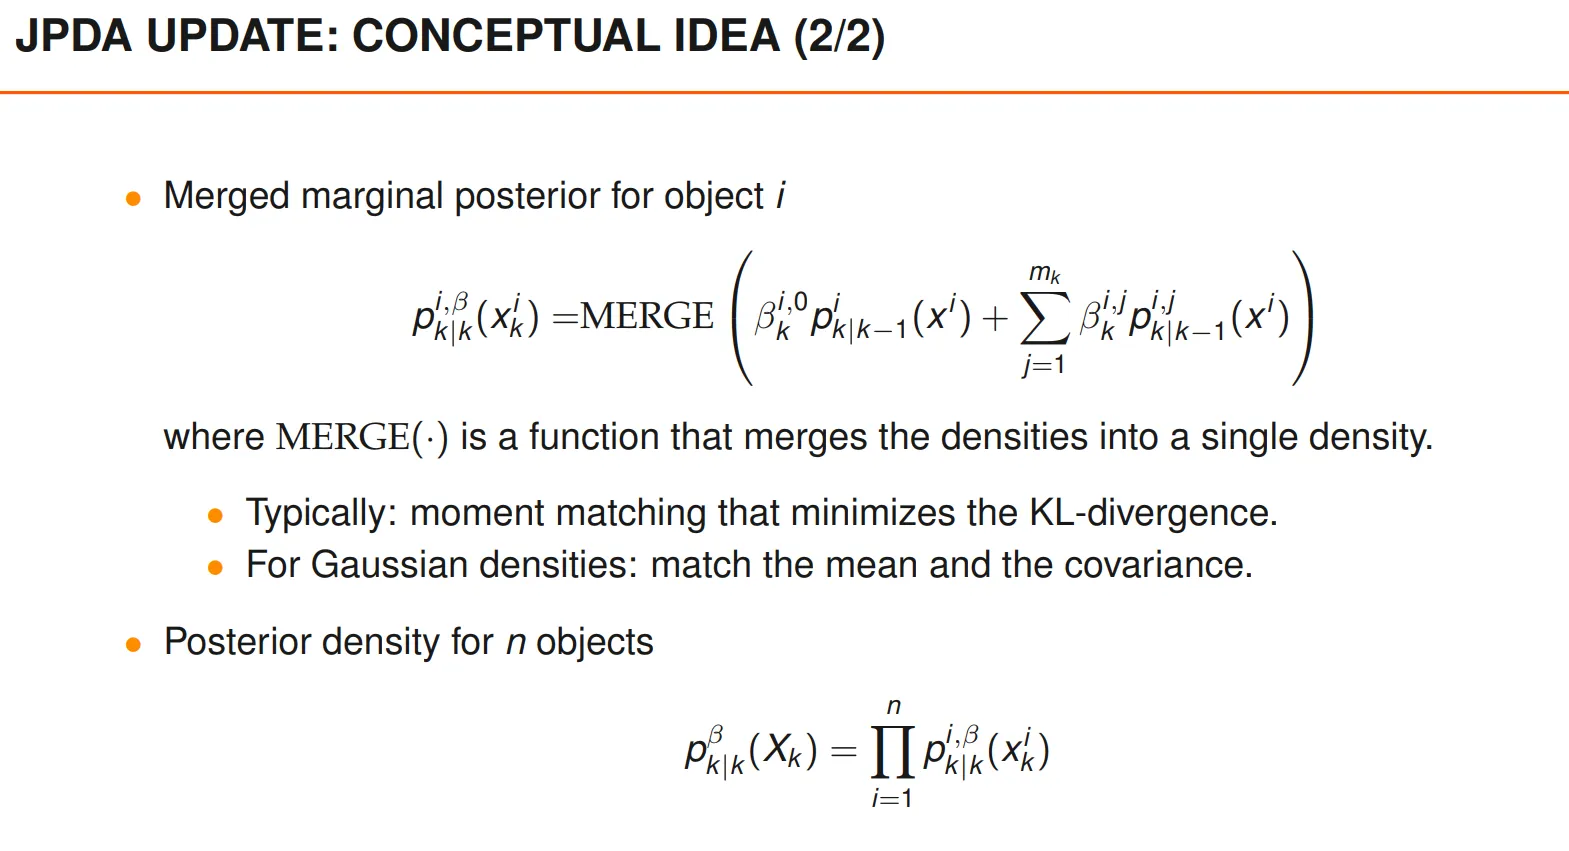 JPDA UPDATE: CONCEPTUAL IDEA (2/2)
• Merged marginal posterior for object i
$p_{k|k}^{i,\beta}(x_k^i) = \text{MERGE}\left(\beta_k^{i,0} p_{k|k-1}^{i}(x^i) + \sum_{j=1}^{m_k} \beta_k^{i,j} p_{k|k-1}^{i,j}(x^i)\right)$
where MERGE(·) is a function that merges the densities into a single density.
• Typically: moment matching that minimizes the KL-divergence.
• For Gaussian densities: match the mean and the covariance.
• Posterior density for n objects
$p_{k|k}^{\beta}(X_k) = \prod_{i=1}^{n} p_{k|k}^{i,\beta}(x_k^i)$